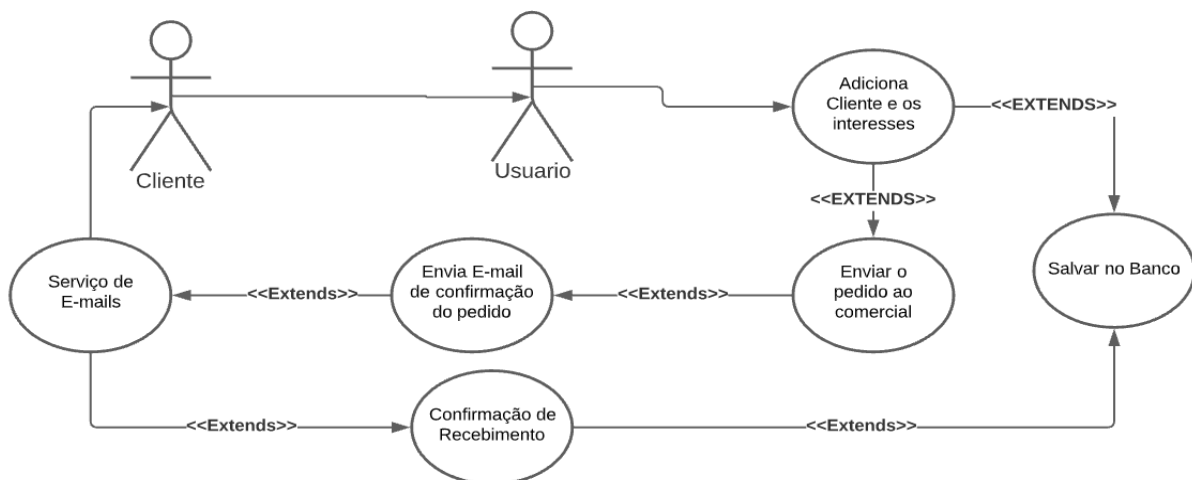 Adiciona
Cliente e os
interesses
<<EXTENDS>>
Cliente
Usuario
<<EXTENDS>>
Serviço de
E-mails
<<Extends>>
Envia E-mail
de confirmação
do pedido
<<Extends>>
Enviar o
pedido ao
comercial
Salvar no Banco
<<Extends>>
Confirmação de
Recebimento
<<Extends>>